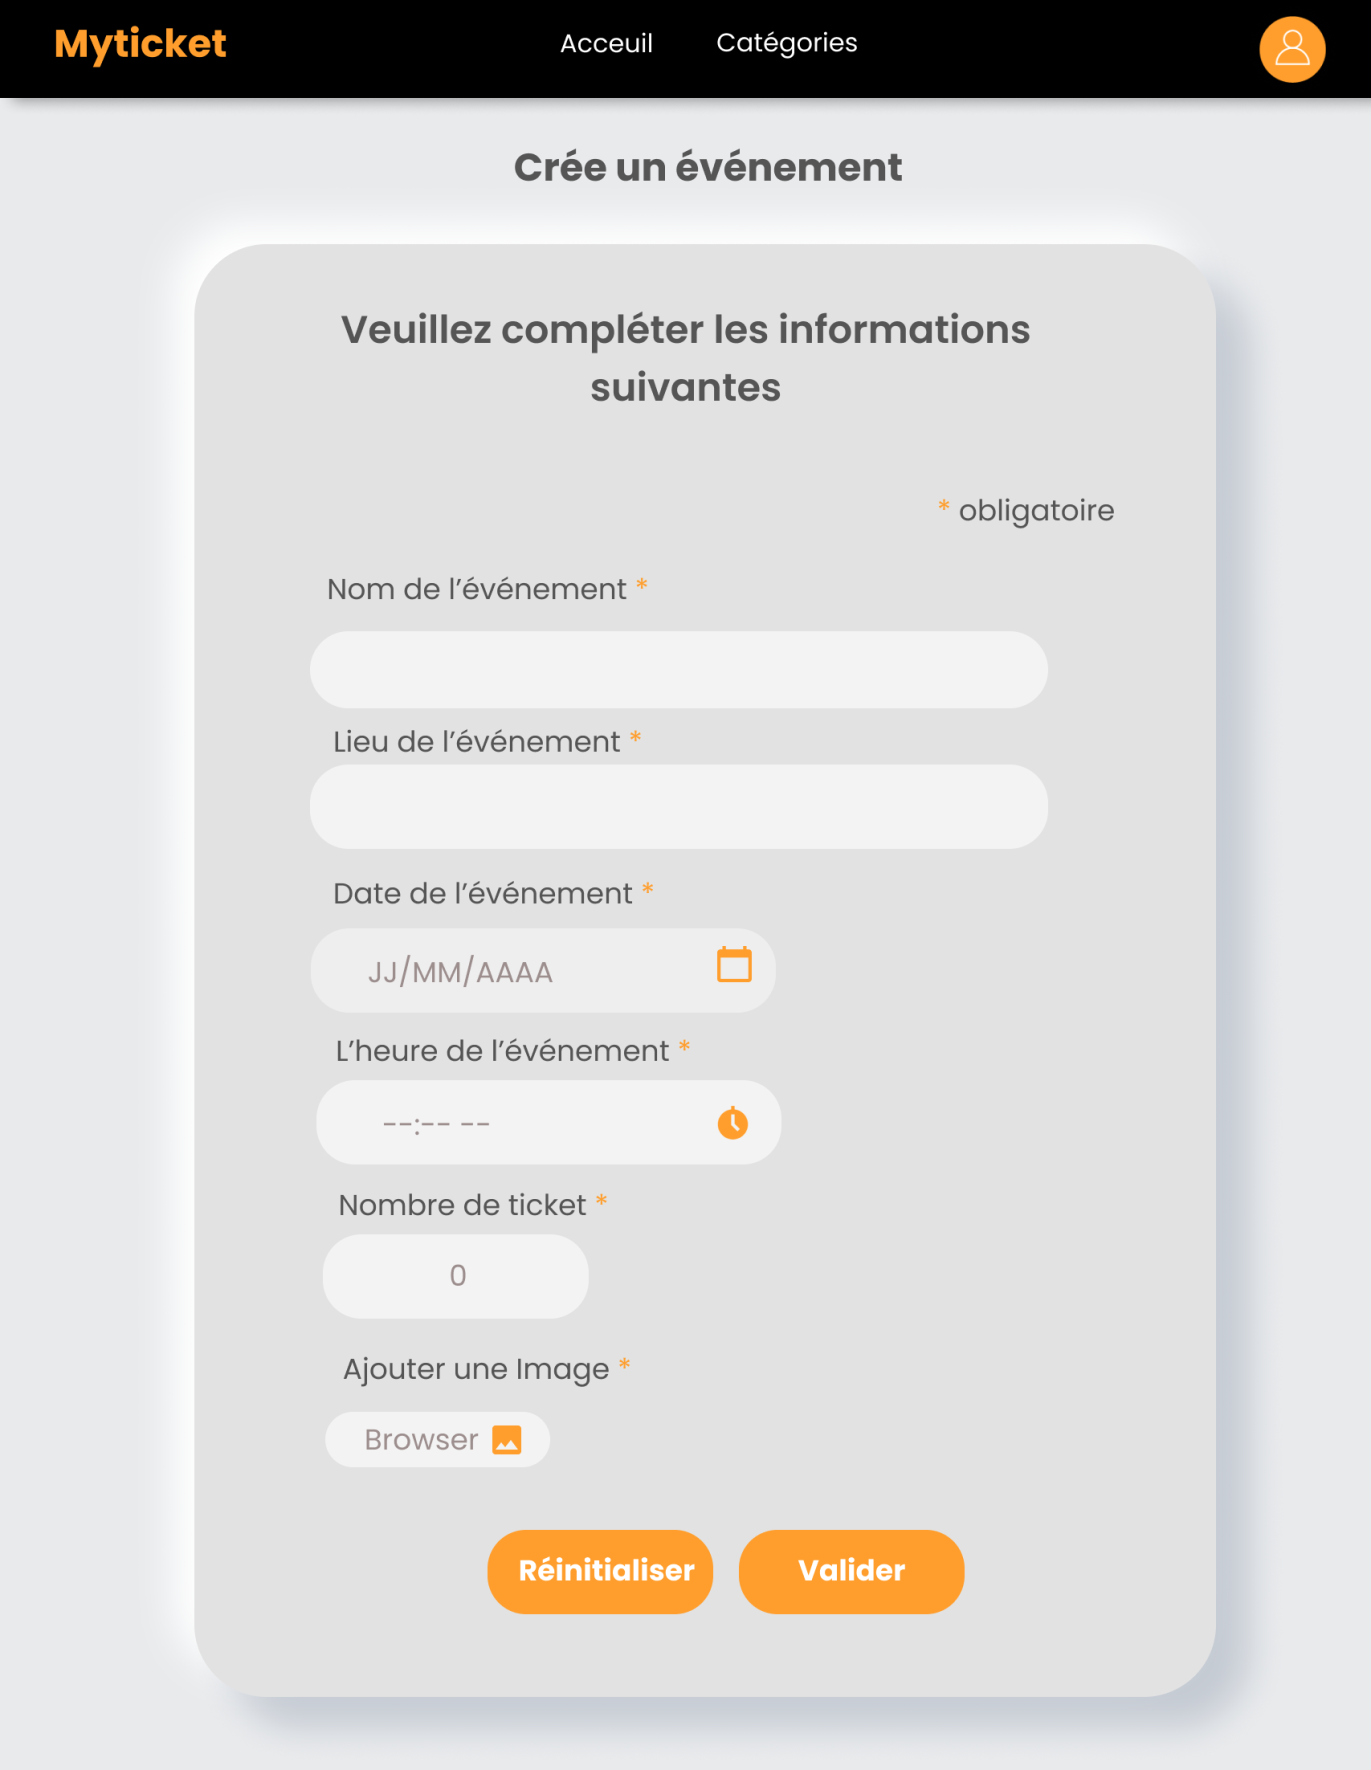 Myticket
Acceuil
Catégories
Crée un événement
Veuillez compléter les informations
suivantes
* obligatoire
Nom de l’événement *
Lieu de l’événement *
Date de l’événement *
JJ/MM/AAAA
L’heure de l’événement *
--:-- --
Nombre de ticket *
0
Ajouter une Image *
Browser
Réinitialiser
Valider